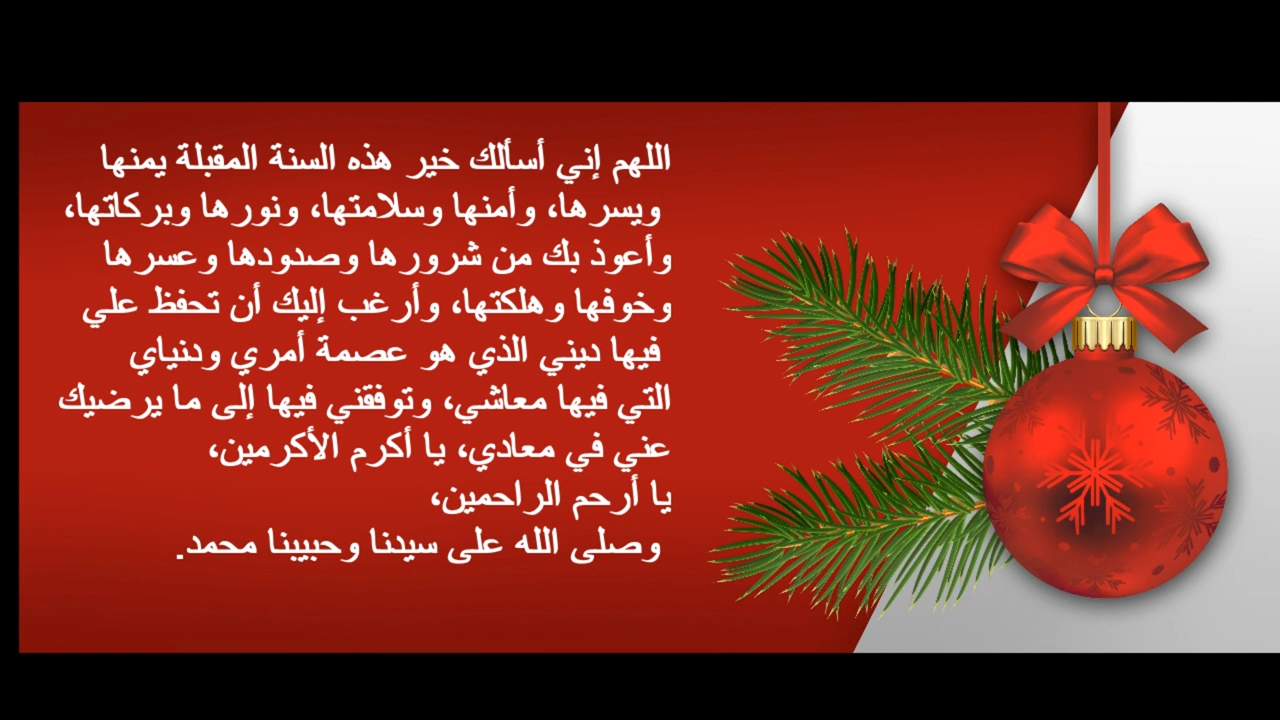 اللهم إني أسألك خير هذه السنة المقبلة يمنها
ويسرها، وأمنها وسلامتها، ونورها وبركاتها،
وأعوذ بك من شرورها وصدودها وعسرها
وخوفها وهلكتها، وأرغب إليك أن تحفظ علي
فيها ديني الذي هو عصمة أمري ودنياي
التي فيها معاشي، وتوفقني فيها إلى ما يرضيك
عني في معادي، يا أكرم الأكرمين،
يا أرحم الراحمين،
وصلى الله على سيدنا وحبيبنا محمد.